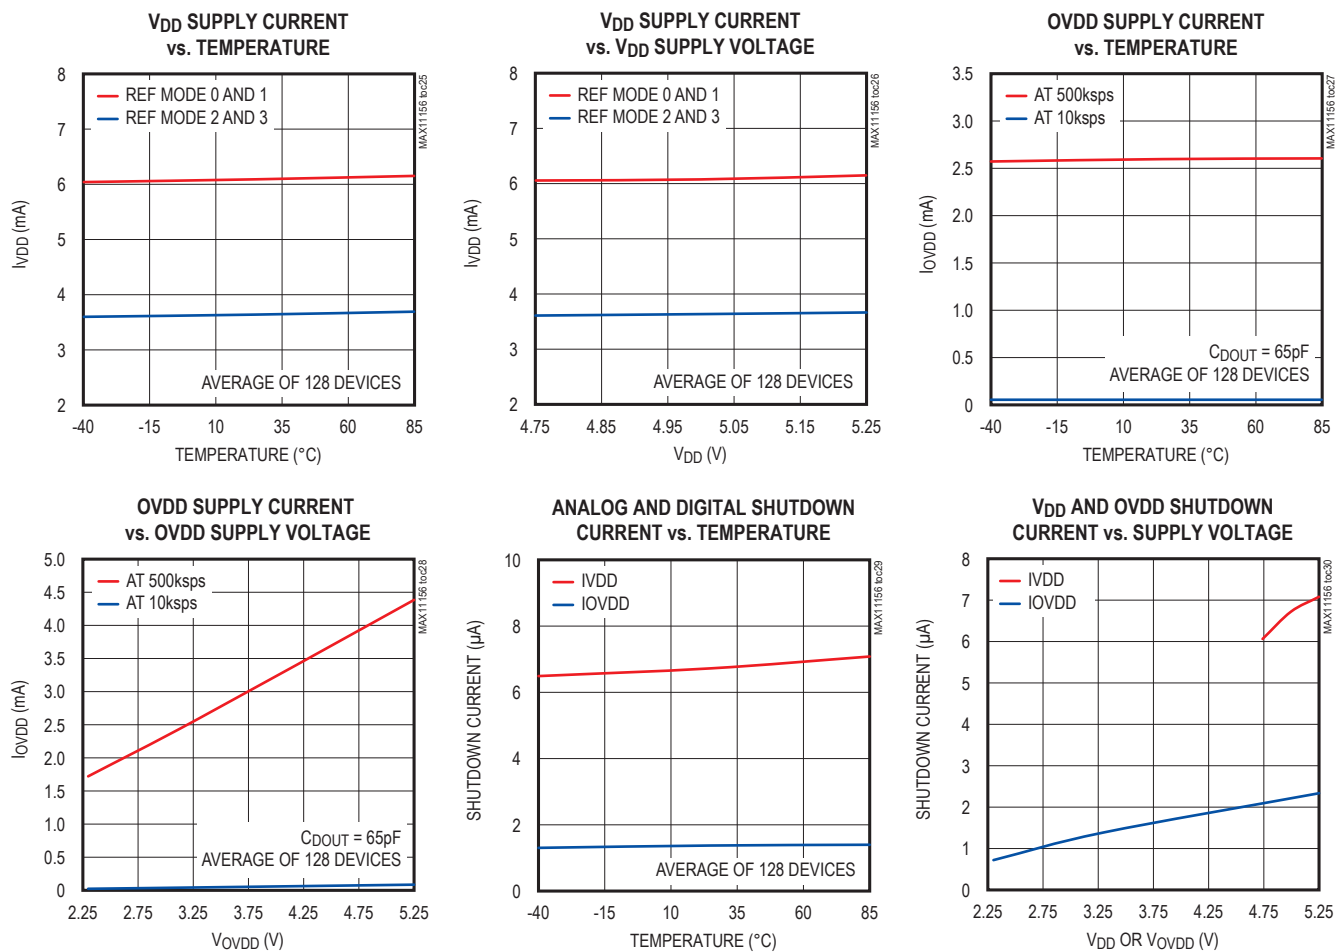 VDD SUPPLY CURRENT
vs. TEMPERATURE
8
7
6
5
4
3
2
IVDD (mA)
REF MODE 0 AND 1
REF MODE 2 AND 3
MAX11156 toc25
AVERAGE OF 128 DEVICES
-40 -15 10 35 60 85
TEMPERATURE (°C)
VDD SUPPLY CURRENT
vs. VDD SUPPLY VOLTAGE
8
7
6
5
4
3
2
IVDD (mA)
REF MODE 0 AND 1
REF MODE 2 AND 3
MAX11156 toc26
AVERAGE OF 128 DEVICES
4.75 4.85 4.95 5.05 5.15 5.25
VDD (V)
OVDD SUPPLY CURRENT
vs. TEMPERATURE
3.5
3.0
2.5
2.0
1.5
1.0
0.5
0
IOVDD (mA)
AT 500ksps
AT 10ksps
MAX11156 toc27
CDOUT = 65pF
AVERAGE OF 128 DEVICES
-40 -15 10 35 60 85
TEMPERATURE (°C)
OVDD SUPPLY CURRENT
vs. OVDD SUPPLY VOLTAGE
5.0
4.5
4.0
3.5
3.0
2.5
2.0
1.5
1.0
0.5
0
IOVDD (mA)
AT 500ksps
AT 10ksps
MAX11156 toc28
CDOUT = 65pF
AVERAGE OF 128 DEVICES
2.25 2.75 3.25 3.75 4.25 4.75 5.25
VOVDD (V)
ANALOG AND DIGITAL SHUTDOWN
CURRENT vs. TEMPERATURE
10
8
6
4
2
0
SHUTDOWN CURRENT (µA)
IVDD
IOVDD
MAX11156 toc29
AVERAGE OF 128 DEVICES
-40 -15 10 35 60 85
TEMPERATURE (°C)
VDD AND OVDD SHUTDOWN
CURRENT vs. SUPPLY VOLTAGE
8
7
6
5
4
3
2
1
0
SHUTDOWN CURRENT (µA)
IVDD
IOVDD
MAX11156 toc30
2.25 2.75 3.25 3.75 4.25 4.75 5.25
VDD OR VOVDD (V)